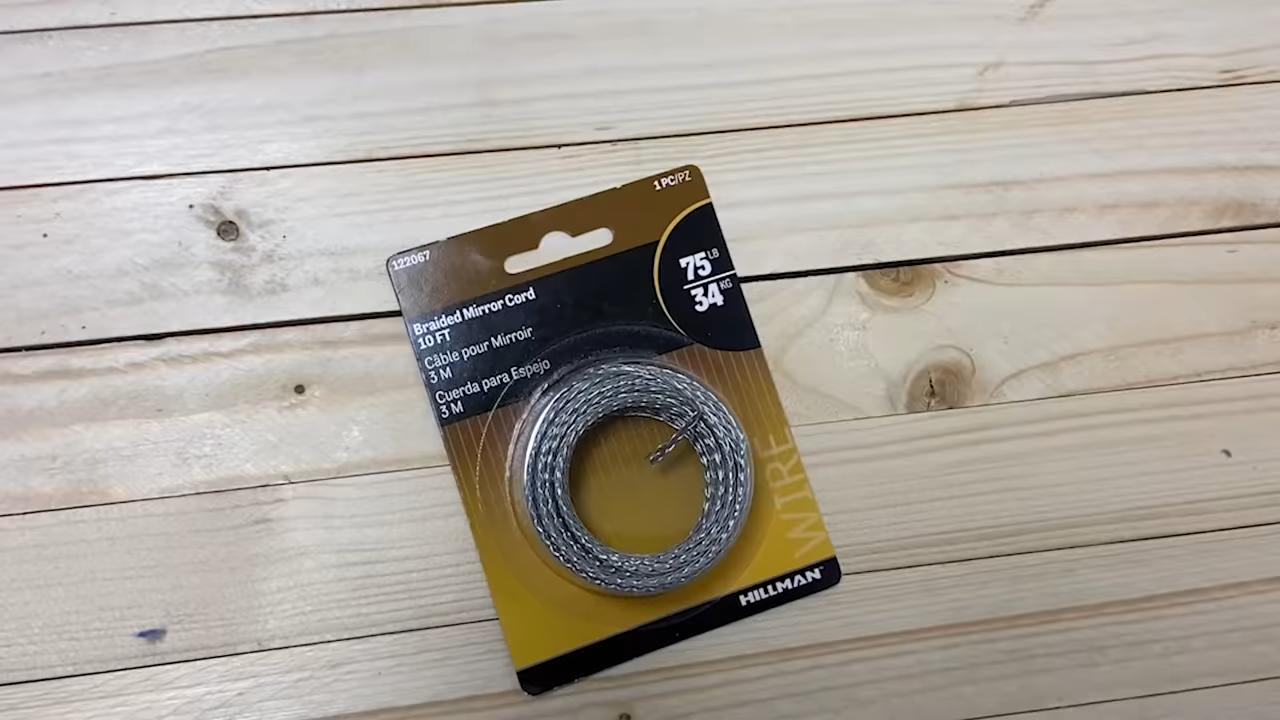 1 PC/PZ
122067
75 LB
34 KG
Braided Mirror Cord
10 FT
Câble pour Mirroir
3 M
Cuerda para Espejo
3 M
WIRE
HILLMAN